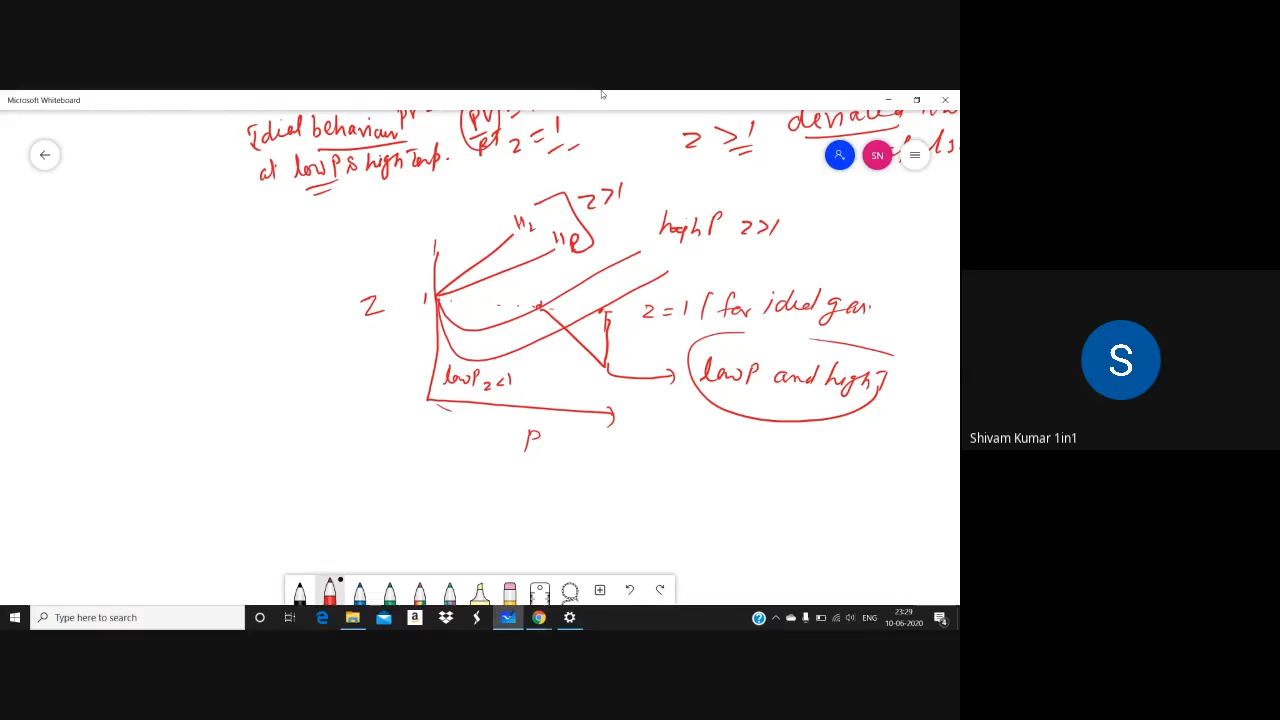 Microsoft Whiteboard
Idial behaviour
at low P & high Temp.
z = 1
z > 1
deviated
SN
H2
He
z > 1
high P z > 1
Z
1
z = 1 for ideal gas.
low P z < 1
low P and high T
P
S
Shivam Kumar 1in1
Type here to search
ENG
23:29
10-06-2020
4